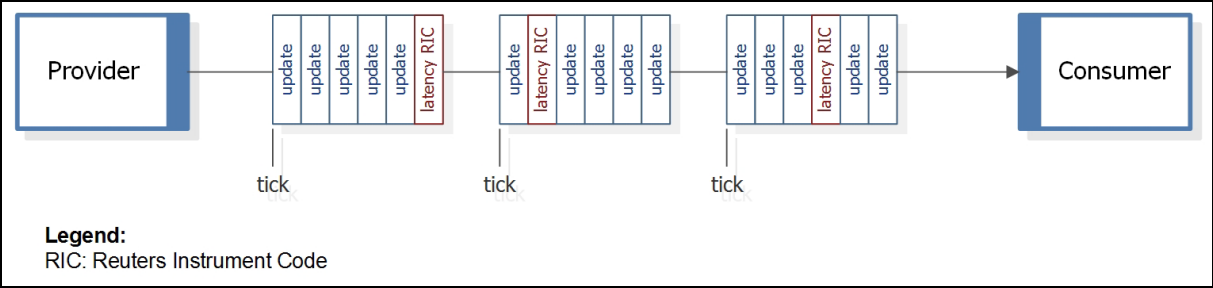 Provider
update
update
update
update
update
latency RIC
update
latency RIC
update
update
update
update
update
update
update
latency RIC
update
update
Consumer
tick
tick
tick
Legend:
RIC: Reuters Instrument Code